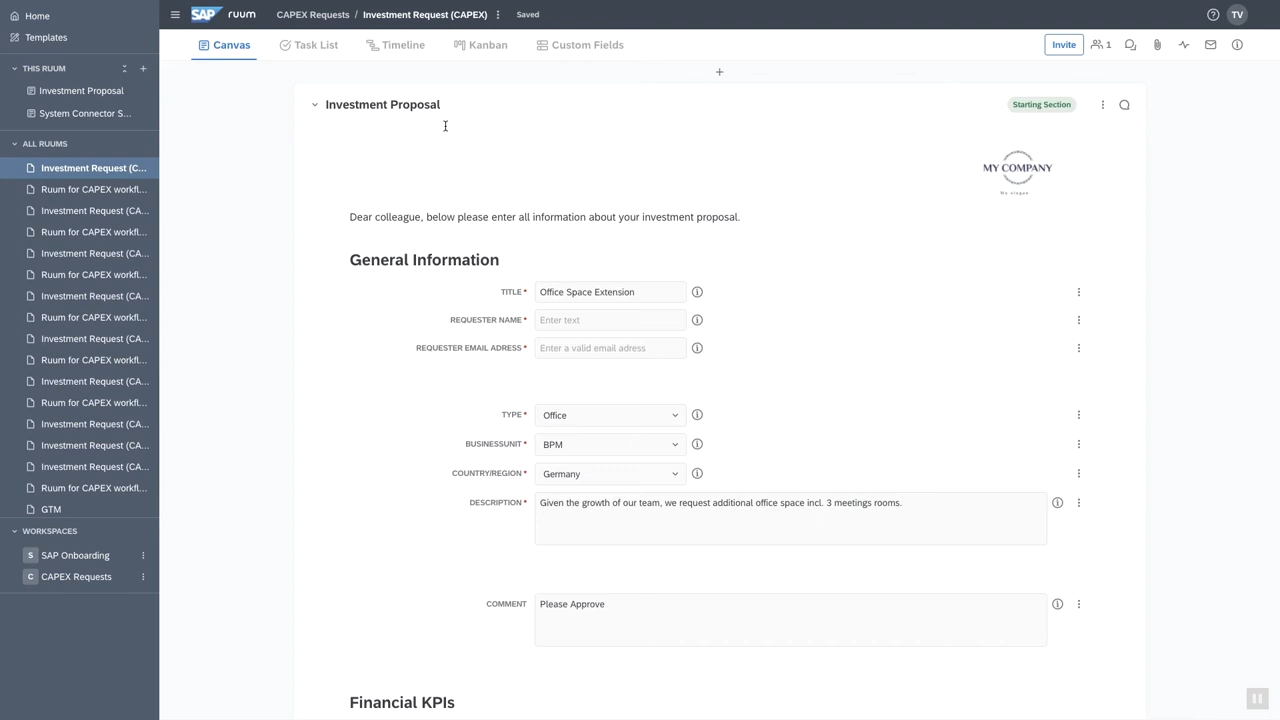 Home
Templates
THIS RUUM
Investment Proposal
System Connector S...
ALL RUUMS
Investment Request (C...
Ruum for CAPEX workfl...
Investment Request (CA...
Ruum for CAPEX workfl...
Investment Request (CA...
Ruum for CAPEX workfl...
Investment Request (CA...
Ruum for CAPEX workfl...
Investment Request (CA...
Ruum for CAPEX workfl...
Investment Request (CA...
Ruum for CAPEX workfl...
Investment Request (CA...
Investment Request (CA...
Investment Request (CA...
Ruum for CAPEX workfl...
GTM
WORKSPACES
S SAP Onboarding
C CAPEX Requests
SAP ruum CAPEX Requests / Investment Request (CAPEX) Saved TV
Canvas Task List Timeline Kanban Custom Fields Invite 1
Investment Proposal Starting Section
MY COMPANY
My slogan
Dear colleague, below please enter all information about your investment proposal.
General Information
TITLE * Office Space Extension
REQUESTER NAME * Enter text
REQUESTER EMAIL ADRESS * Enter a valid email adress
TYPE * Office
BUSINESSUNIT * BPM
COUNTRY/REGION * Germany
DESCRIPTION * Given the growth of our team, we request additional office space incl. 3 meetings rooms.
COMMENT Please Approve
Financial KPIs